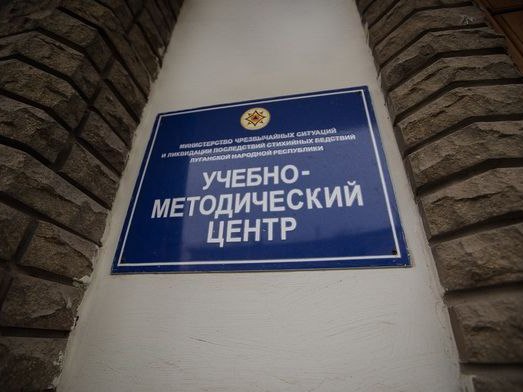 МИНИСТЕРСТВО ЧРЕЗВЫЧАЙНЫХ СИТУАЦИЙ
И ЛИКВИДАЦИИ ПОСЛЕДСТВИЙ СТИХИЙНЫХ БЕДСТВИЙ
ЛУГАНСКОЙ НАРОДНОЙ РЕСПУБЛИКИ
УЧЕБНО-
МЕТОДИЧЕСКИЙ
ЦЕНТР